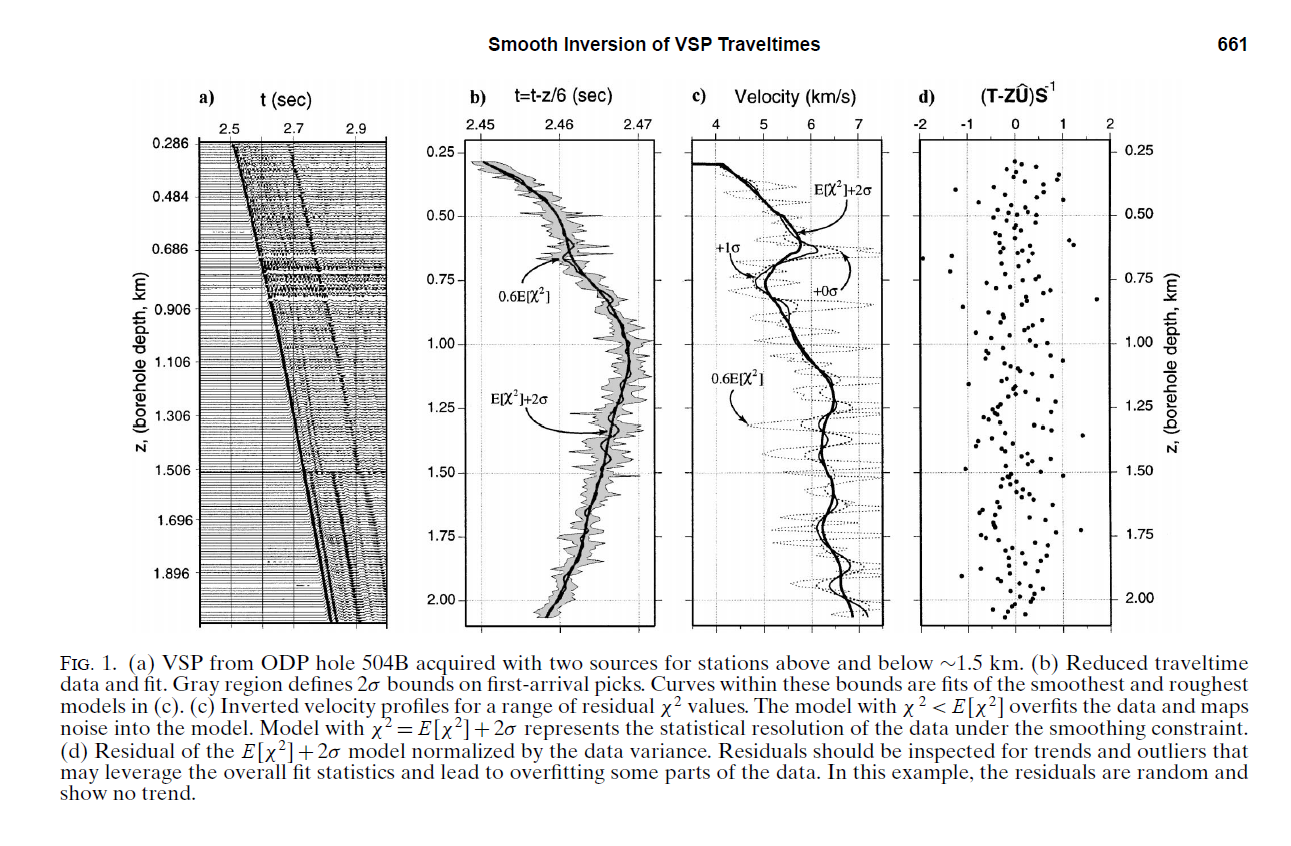 Smooth Inversion of VSP Traveltimes
661
a)
t (sec)
2.5
2.7
2.9
z, (borehole depth, km)
0.286
0.484
0.686
0.906
1.106
1.306
1.506
1.696
1.896
b)
t=t-z/6 (sec)
2.45
2.46
2.47
0.25
0.50
0.75
1.00
1.25
1.50
1.75
2.00
0.6E[χ²]
E[χ²]+2σ
c)
Velocity (km/s)
4
5
6
7
E[χ²]+2σ
+1σ
+0σ
0.6E[χ²]
d)
(T-ZÛ)S⁻¹
-2
-1
0
1
2
0.25
0.50
0.75
1.00
1.25
1.50
1.75
2.00
z, (borehole depth, km)
FIG. 1. (a) VSP from ODP hole 504B acquired with two sources for stations above and below ~1.5 km. (b) Reduced traveltime
data and fit. Gray region defines 2σ bounds on first-arrival picks. Curves within these bounds are fits of the smoothest and roughest
models in (c). (c) Inverted velocity profiles for a range of residual χ² values. The model with χ² < E[χ²] overfits the data and maps
noise into the model. Model with χ² = E[χ²] + 2σ represents the statistical resolution of the data under the smoothing constraint.
(d) Residual of the E[χ²] + 2σ model normalized by the data variance. Residuals should be inspected for trends and outliers that
may leverage the overall fit statistics and lead to overfitting some parts of the data. In this example, the residuals are random and
show no trend.